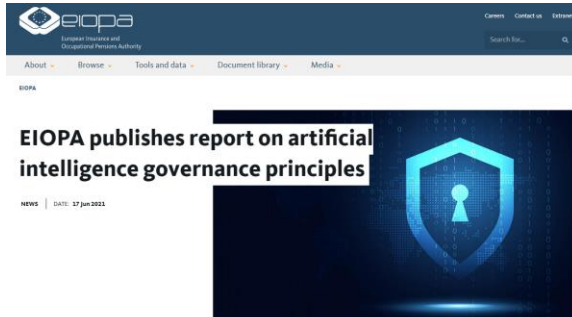 eiopa
European Insurance and
Occupational Pensions Authority
Careers Contact us Extranet
Search for...
About Browse Tools and data Document library Media
EIOPA
EIOPA publishes report on artificial
intelligence governance principles
NEWS DATE: 17 Jun 2021